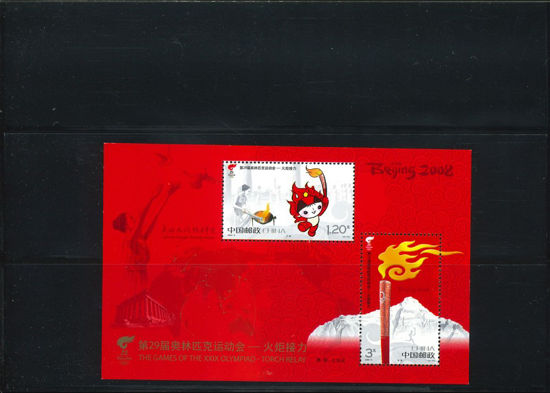 Beijing 2008
第29届奥林匹克运动会——火炬接力
中国邮政 CHINA 1.20元
3元 中国邮政 CHINA
第29届奥林匹克运动会——火炬接力
THE GAMES OF THE XXIX OLYMPIAD - TORCH RELAY